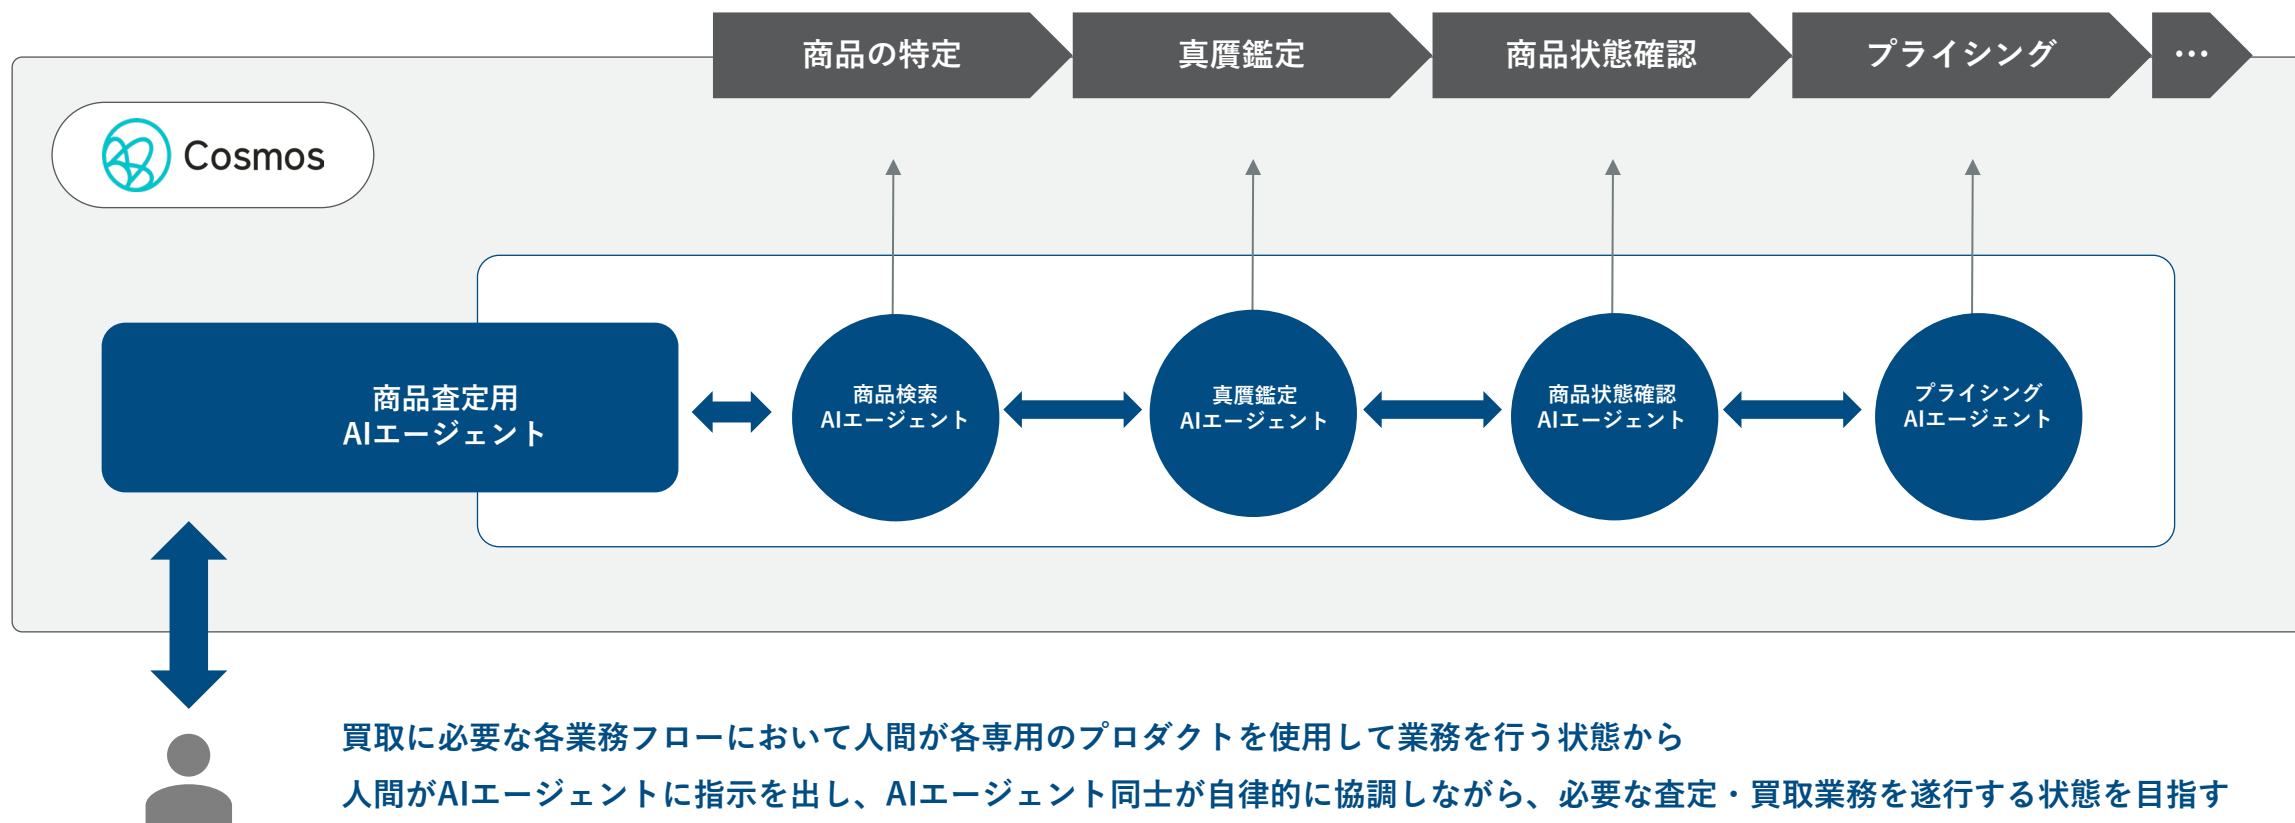 商品の特定
真贋鑑定
商品状態確認
プライシング
…
Cosmos
商品査定用
AIエージェント
商品検索
AIエージェント
真贋鑑定
AIエージェント
商品状態確認
AIエージェント
プライシング
AIエージェント
買取に必要な各業務フローにおいて人間が各専用のプロダクトを使用して業務を行う状態から
人間がAIエージェントに指示を出し、AIエージェント同士が自律的に協調しながら、必要な査定・買取業務を遂行する状態を目指す